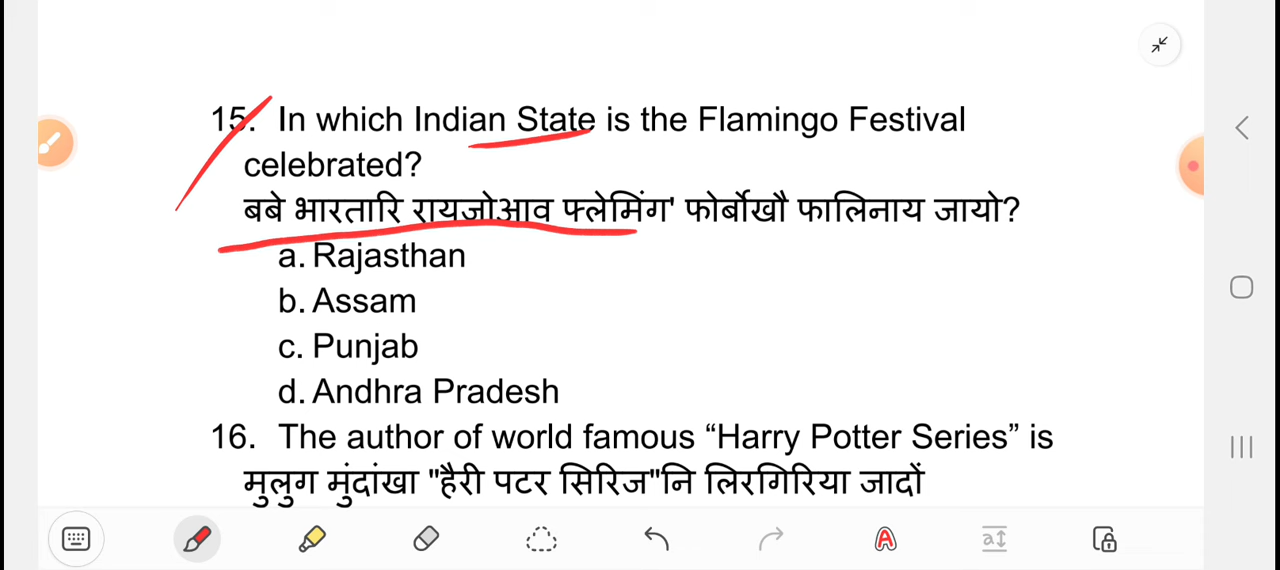 15. In which Indian State is the Flamingo Festival
celebrated?
बबे भारतारि रायजोआव फ्लेमिंग' फोर्बोखौ फालिनाय जायो?
a. Rajasthan
b. Assam
c. Punjab
d. Andhra Pradesh
16. The author of world famous “Harry Potter Series” is
मुलुग मुंदांखा "हैरी पटर सिरिज"नि लिरगिरिया जादों
A a